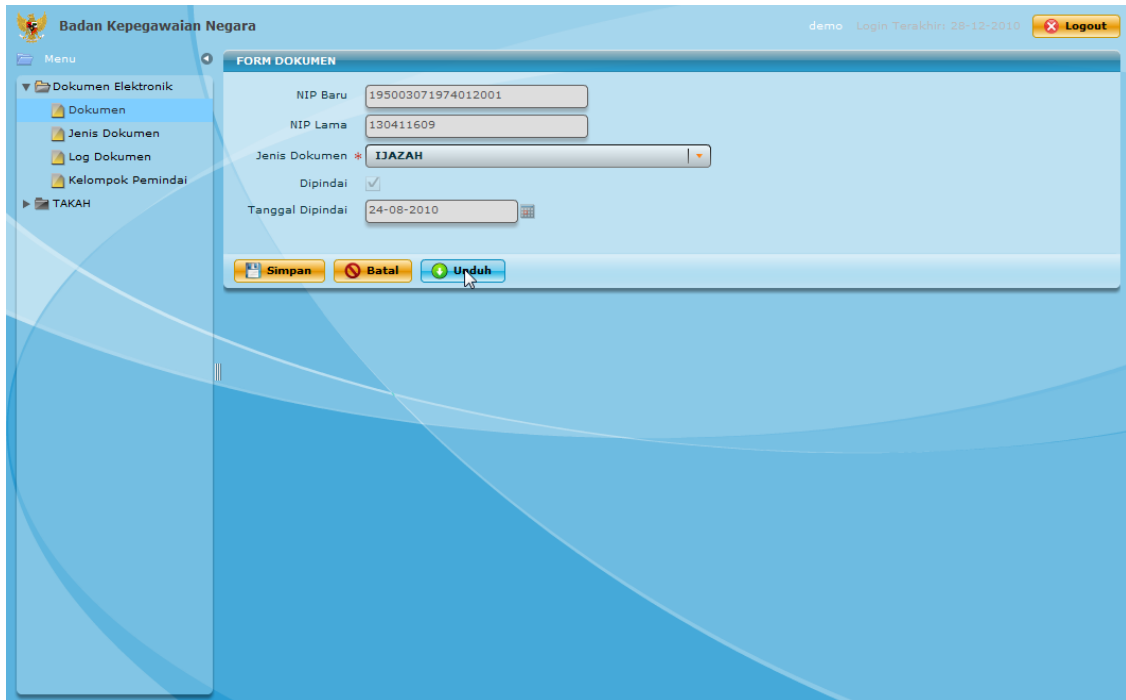 Badan Kepegawaian Negara
demo Login Terakhir: 28-12-2010 Logout
Menu
Dokumen Elektronik
Dokumen
Jenis Dokumen
Log Dokumen
Kelompok Pemindai
TAKAH
FORM DOKUMEN
NIP Baru 195003071974012001
NIP Lama 130411609
Jenis Dokumen * IJAZAH
Dipindai
Tanggal Dipindai 24-08-2010
Simpan Batal Unduh